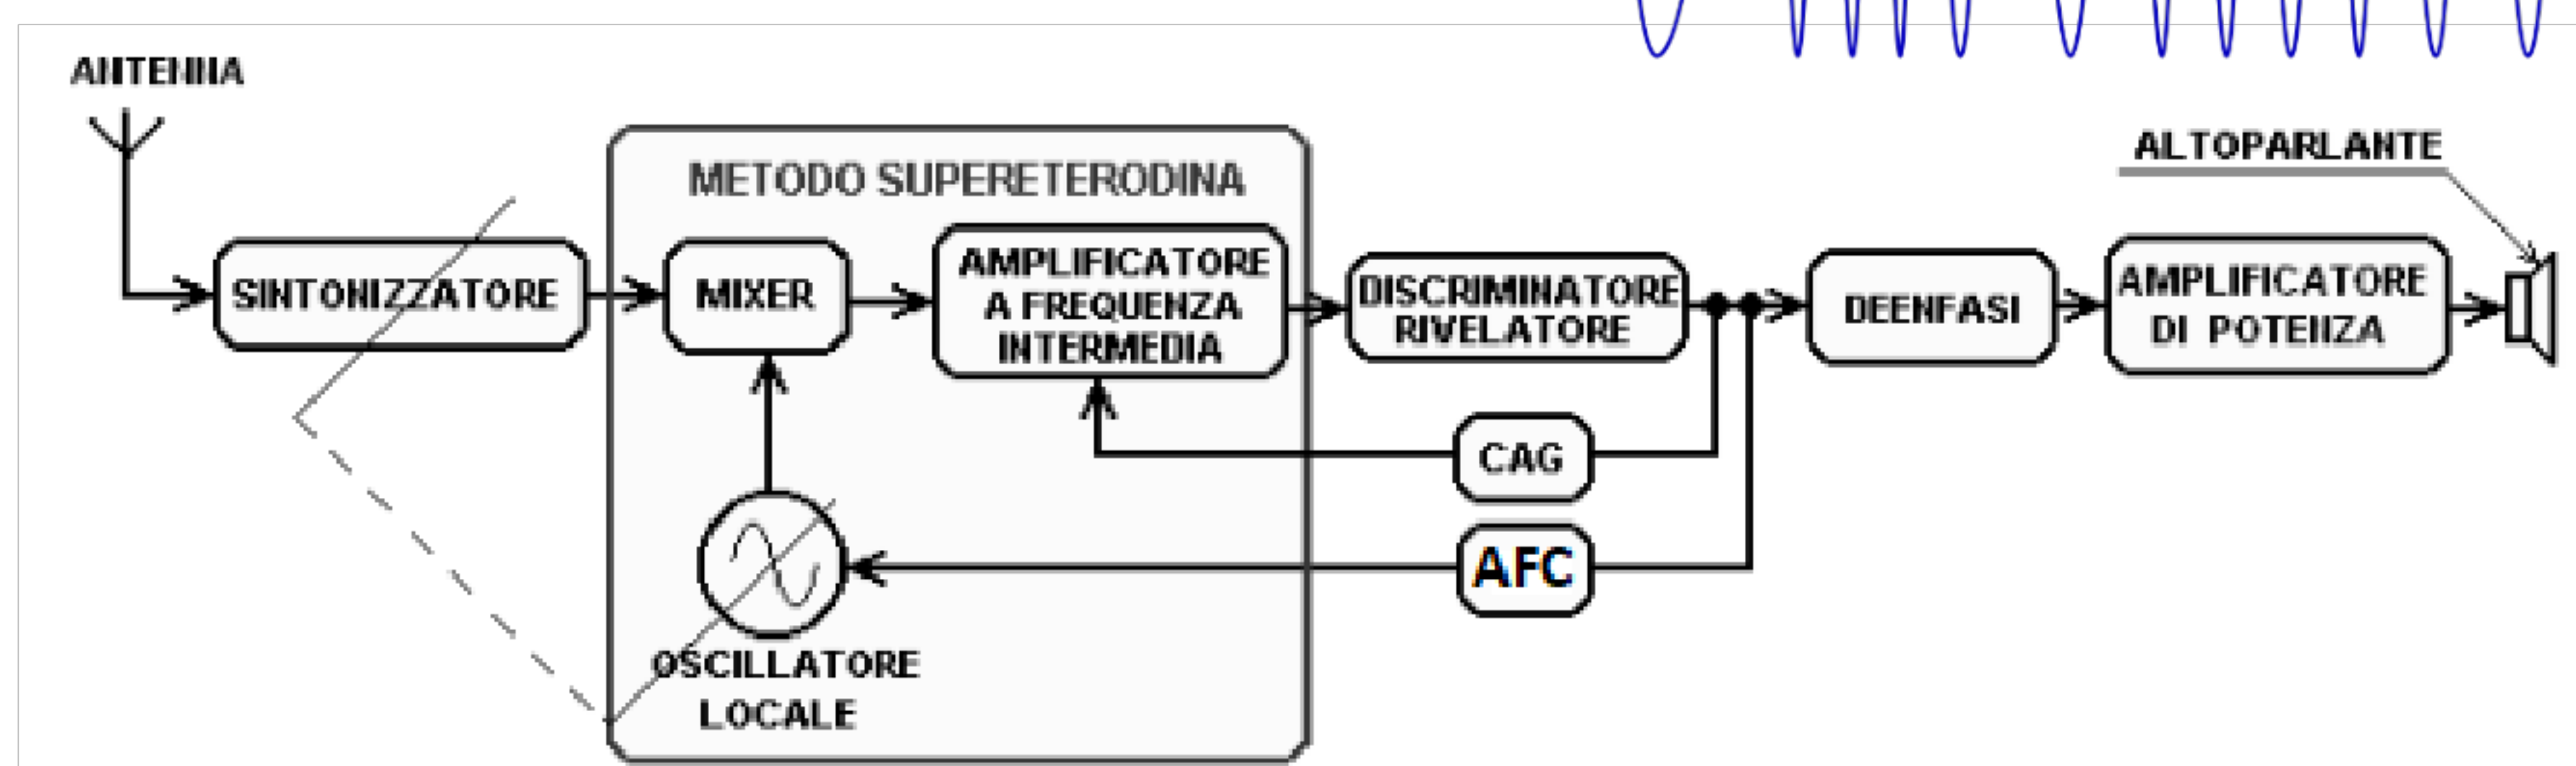 ANTENNA
ALTOPARLANTE
METODO SUPERETERODINA
SINTONIZZATORE
MIXER
AMPLIFICATORE
A FREQUENZA
INTERMEDIA
DISCRIMINATORE
RIVELATORE
DEENFASI
AMPLIFICATORE
DI POTENZA
CAG
AFC
OSCILLATORE
LOCALE